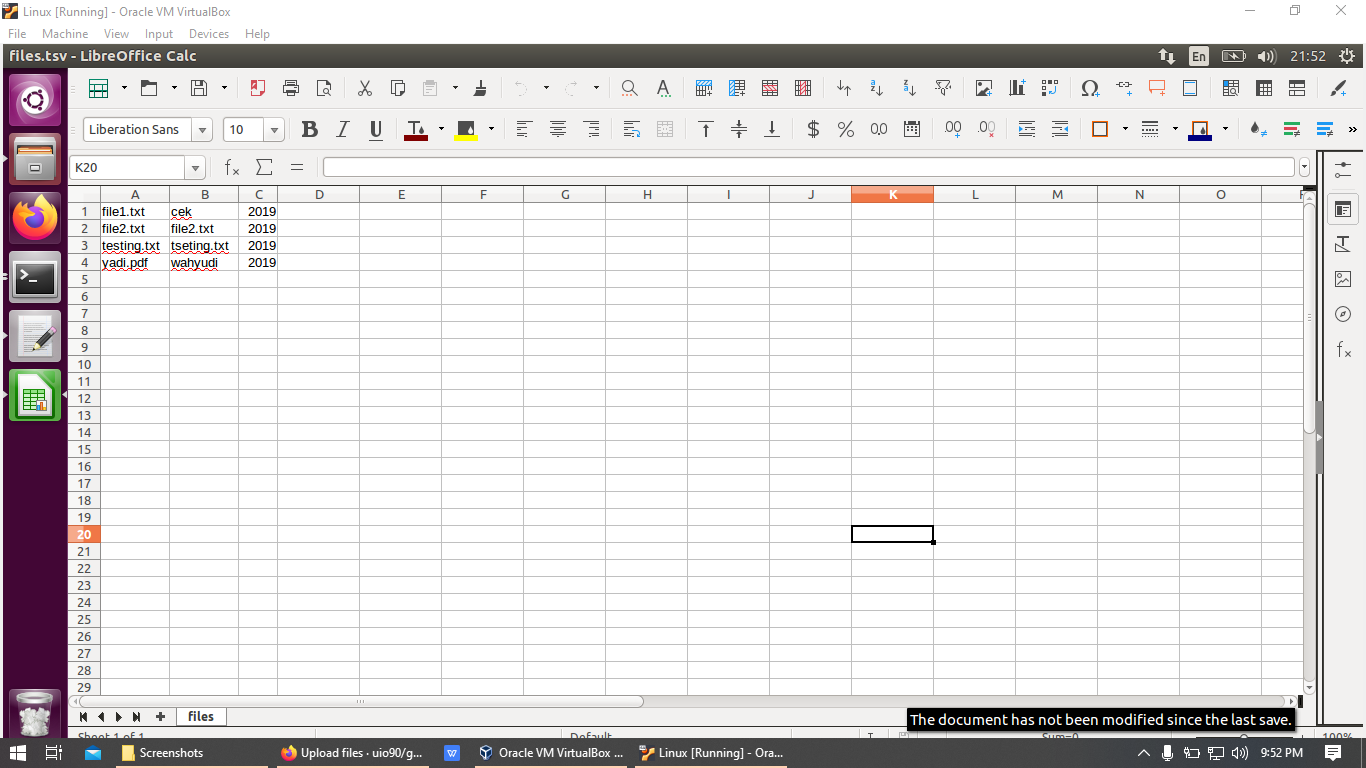 Linux [Running] - Oracle VM VirtualBox
File Machine View Input Devices Help
files.tsv - LibreOffice Calc
En
21:52
Liberation Sans
10
K20
A B C D E F G H I J K L M N O
1 file1.txt cek 2019
2 file2.txt file2.txt 2019
3 testing.txt tseting.txt 2019
4 yadi.pdf wahyudi 2019
5
6
7
8
9
10
11
12
13
14
15
16
17
18
19
20
21
22
23
24
25
26
27
28
29
files
The document has not been modified since the last save.
Sheet 1 of 1 Default Sum=0 100%
Screenshots
Upload files · uio90/g...
Oracle VM VirtualBox ...
Linux [Running] - Ora...
9:52 PM